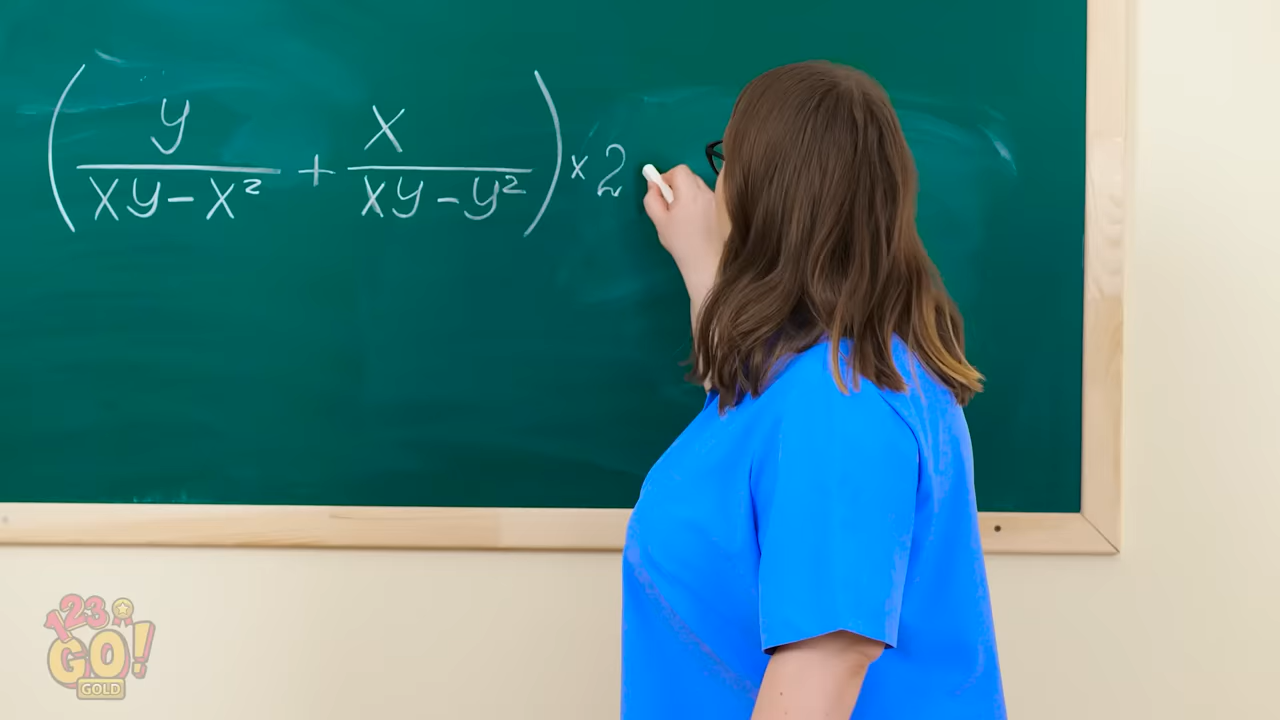 ( y / (xy - x²) + x / (xy - y²) ) × 2
123
GO!
GOLD